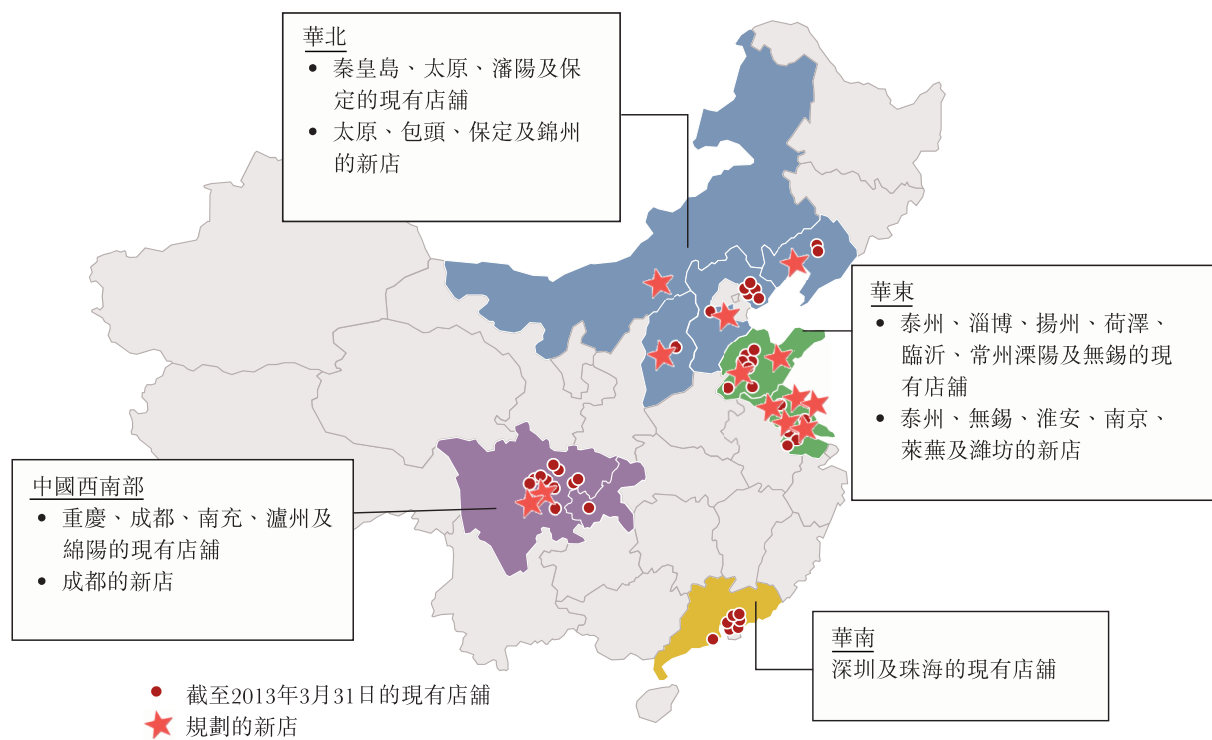 華北
• 秦皇島、太原、瀋陽及保
定的現有店舖
• 太原、包頭、保定及錦州
的新店
華東
• 泰州、淄博、揚州、荷澤、
臨沂、常州溧陽及無錫的現
有店舖
• 泰州、無錫、淮安、南京、
萊蕪及濰坊的新店
中國西南部
• 重慶、成都、南充、瀘州及
綿陽的現有店舖
• 成都的新店
華南
深圳及珠海的現有店舖
截至2013年3月31日的現有店舖
規劃的新店